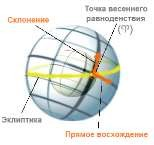 Склонение
Точка весеннего
равноденствия
(♈)
Эклиптика
Прямое восхождение